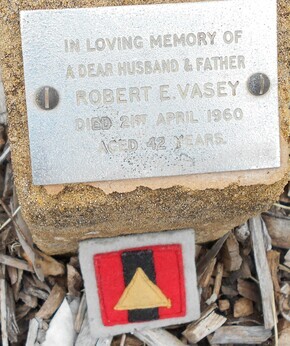 IN LOVING MEMORY OF
A DEAR HUSBAND & FATHER
ROBERT E. VASEY
DIED 21ST APRIL 1960
AGED 42 YEARS.